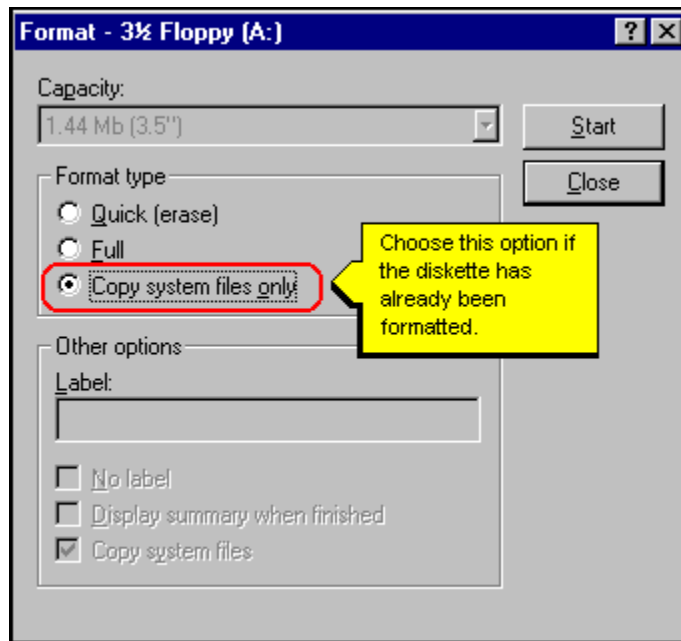 Format - 3½ Floppy (A:)
Capacity:
1.44 Mb (3.5")
Start
Format type
Close
Quick (erase)
Full
Copy system files only
Choose this option if
the diskette has
already been
formatted.
Other options
Label:
No label
Display summary when finished
Copy system files